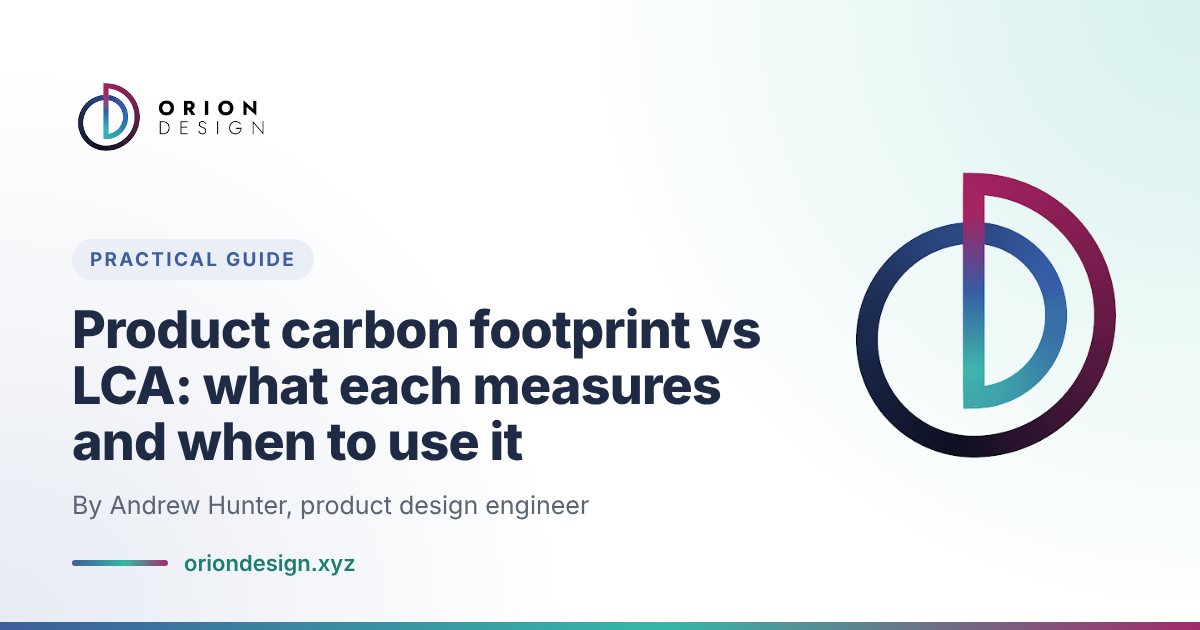 ORION
DESIGN
PRACTICAL GUIDE
Product carbon footprint vs
LCA: what each measures
and when to use it
By Andrew Hunter, product design engineer
oriondesign.xyz